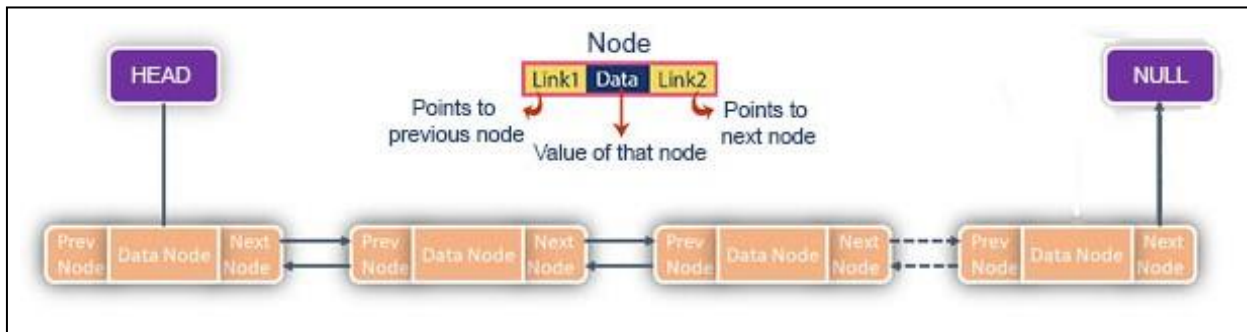 Node
HEAD
Link1 Data Link2
NULL
Points to
previous node
Value of that node
Points to
next node
Prev
Node
Data Node
Next
Node
Prev
Node
Data Node
Next
Node
Prev
Node
Data Node
Next
Node
Prev
Node
Data Node
Next
Node